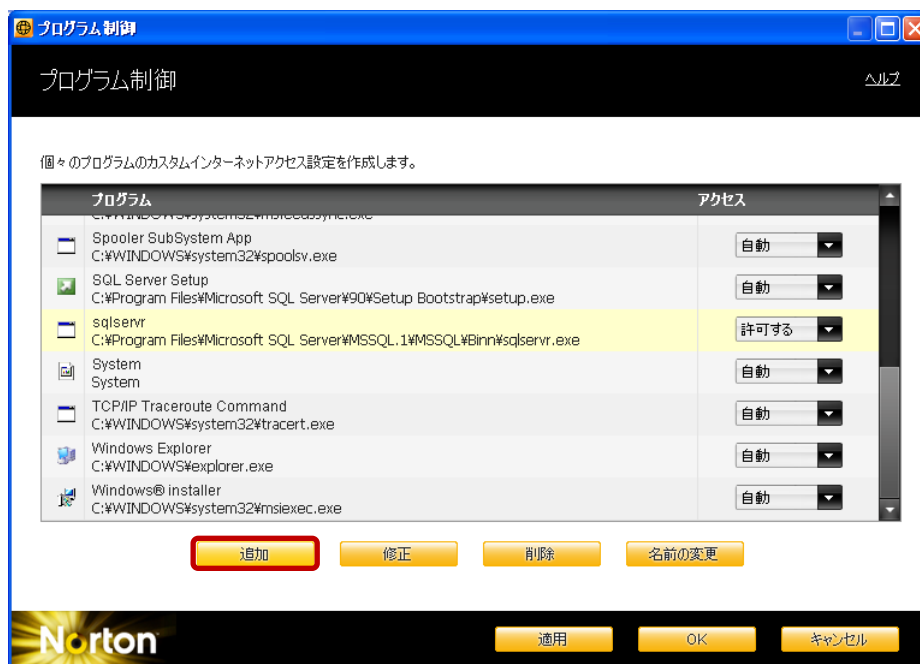 プログラム制御
プログラム制御
ヘルプ
個々のプログラムのカスタムインターネットアクセス設定を作成します。
プログラム アクセス
C:¥WINDOWS¥system32¥msfeedssync.exe
Spooler SubSystem App
C:¥WINDOWS¥system32¥spoolsv.exe
自動
SQL Server Setup
C:¥Program Files¥Microsoft SQL Server¥90¥Setup Bootstrap¥setup.exe
自動
sqlservr
C:¥Program Files¥Microsoft SQL Server¥MSSQL.1¥MSSQL¥Binn¥sqlservr.exe
許可する
System
System
自動
TCP/IP Traceroute Command
C:¥WINDOWS¥system32¥tracert.exe
自動
Windows Explorer
C:¥WINDOWS¥explorer.exe
自動
Windows® installer
C:¥WINDOWS¥system32¥msiexec.exe
自動
追加 修正 削除 名前の変更
Norton
適用 OK キャンセル